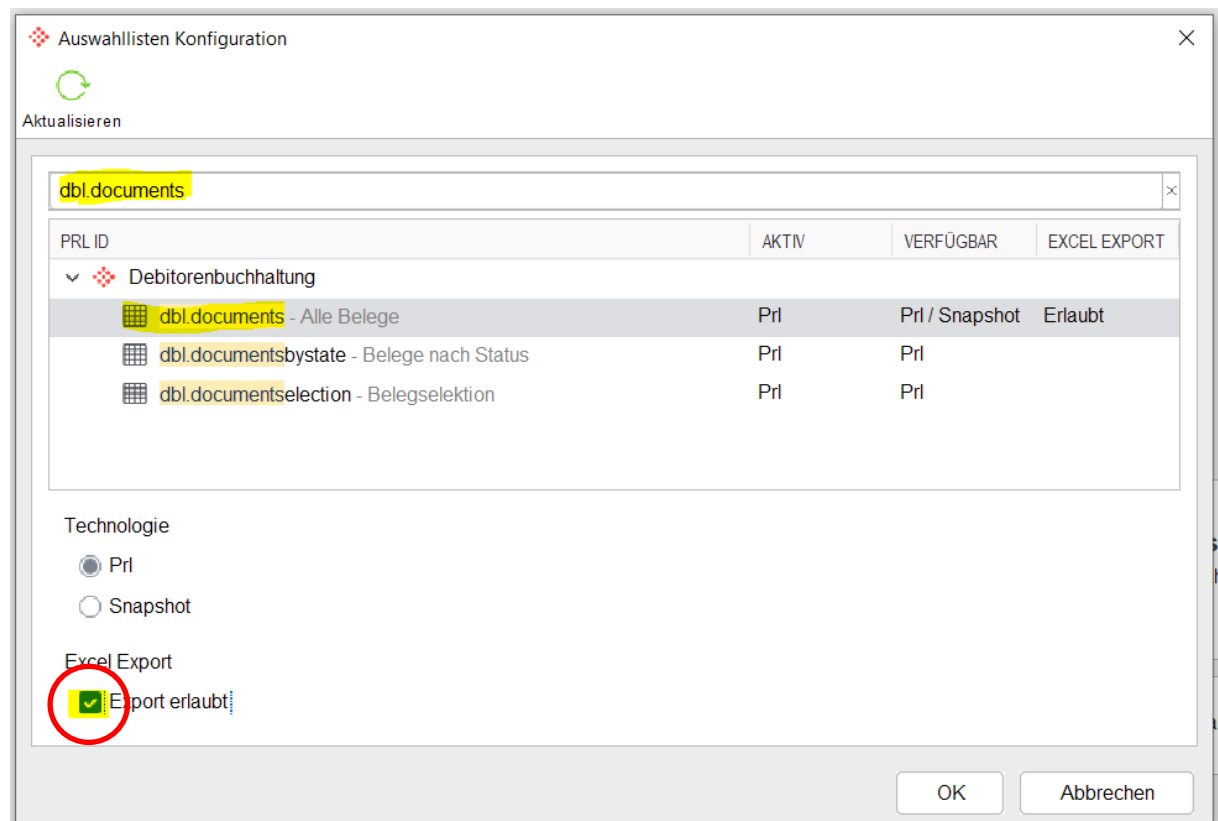 Auswahllisten Konfiguration
Aktualisieren
dbl.documents
PRL ID AKTIV VERFÜGBAR EXCEL EXPORT
Debitorenbuchhaltung
dbl.documents - Alle Belege Prl Prl / Snapshot Erlaubt
dbl.documentsbystate - Belege nach Status Prl Prl
dbl.documentselection - Belegselektion Prl Prl
Technologie
Prl
Snapshot
Excel Export
Export erlaubt
OK Abbrechen